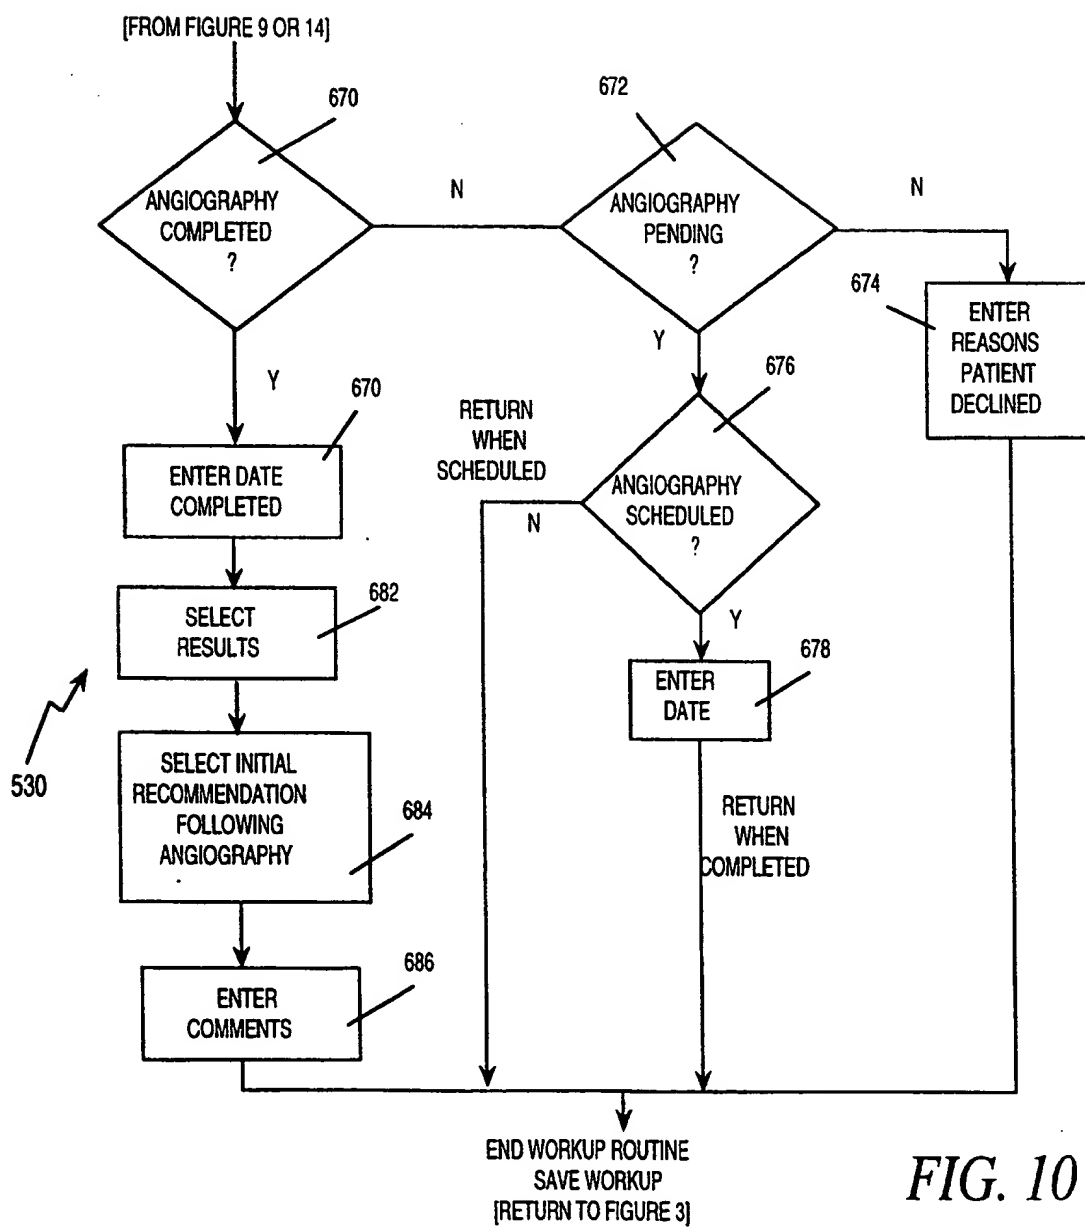 [FROM FIGURE 9 OR 14]
670
ANGIOGRAPHY
COMPLETED
?
N
672
ANGIOGRAPHY
PENDING
?
N
674
ENTER
REASONS
PATIENT
DECLINED
Y
Y
676
ANGIOGRAPHY
SCHEDULED
?
RETURN
WHEN
SCHEDULED
N
Y
670
ENTER DATE
COMPLETED
682
SELECT
RESULTS
678
ENTER
DATE
530
SELECT INITIAL
RECOMMENDATION
FOLLOWING
ANGIOGRAPHY
684
RETURN
WHEN
COMPLETED
686
ENTER
COMMENTS
END WORKUP ROUTINE
SAVE WORKUP
[RETURN TO FIGURE 3]
FIG. 10